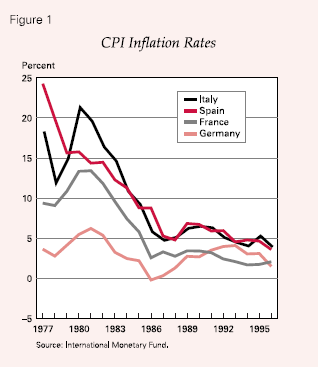 Figure 1
CPI Inflation Rates
Percent
25
20
15
10
5
0
–5
Italy
Spain
France
Germany
1977 1980 1983 1986 1989 1992 1995
Source: International Monetary Fund.